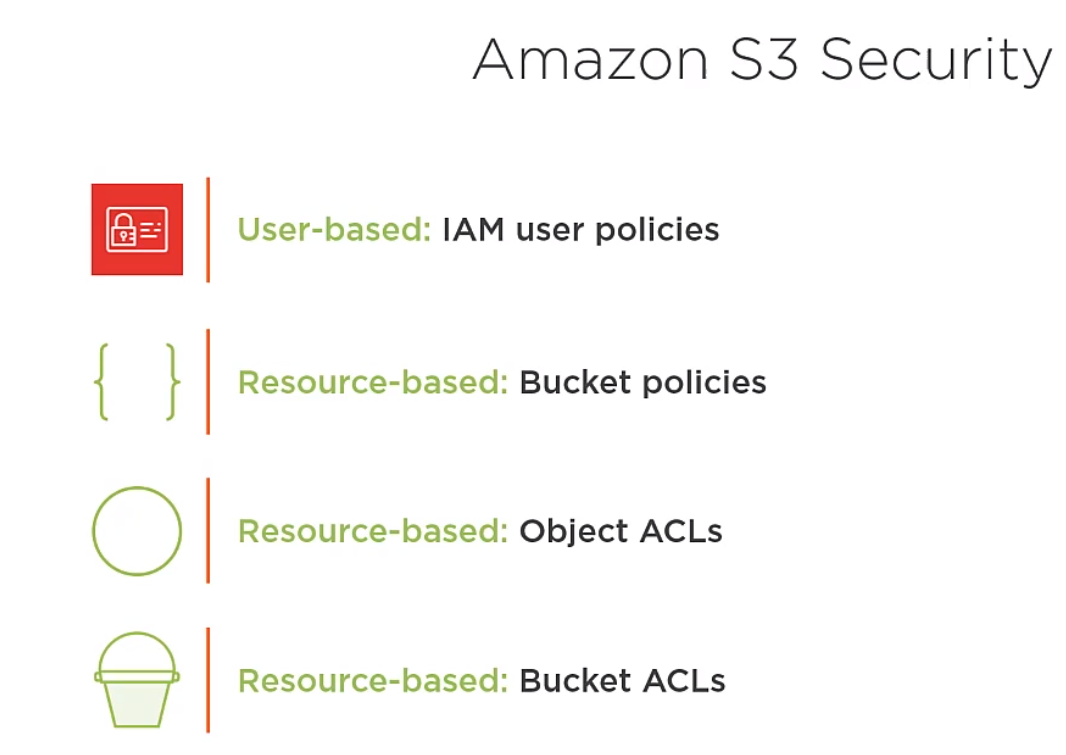 Amazon S3 Security
User-based: IAM user policies
Resource-based: Bucket policies
Resource-based: Object ACLs
Resource-based: Bucket ACLs